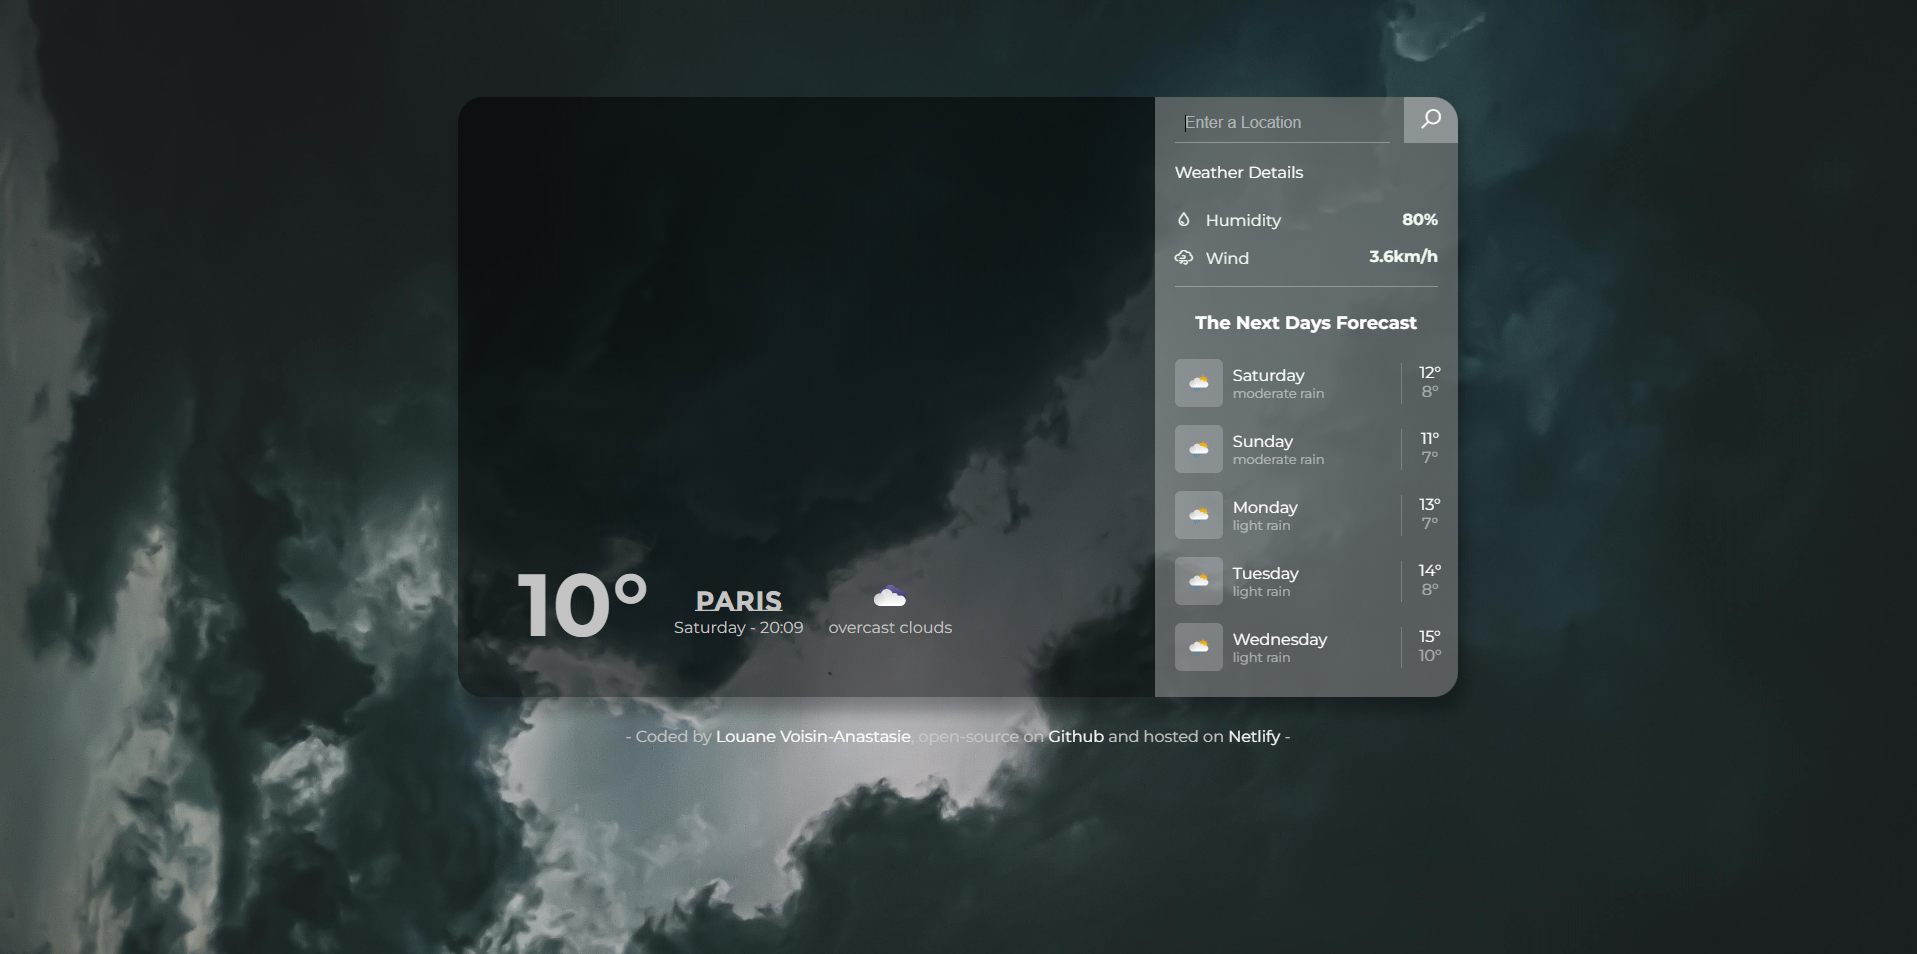 Enter a Location
Weather Details
Humidity 80%
Wind 3.6km/h
The Next Days Forecast
Saturday 12°
moderate rain 8°
Sunday 11°
moderate rain 7°
Monday 13°
light rain 7°
Tuesday 14°
light rain 8°
Wednesday 15°
light rain 10°
10°
PARIS
Saturday - 20:09
overcast clouds
- Coded by Louane Voisin-Anastasie, open-source on Github and hosted on Netlify -